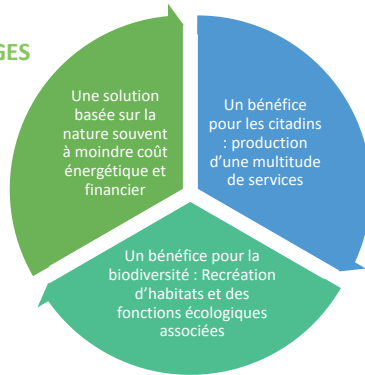 Une solution
basée sur la
nature souvent
à moindre coût
énergétique et
financier
Un bénéfice
pour les citadins
: production
d'une multitude
de services
Un bénéfice pour la
biodiversité : Recréation
d'habitats et des
fonctions écologiques
associées